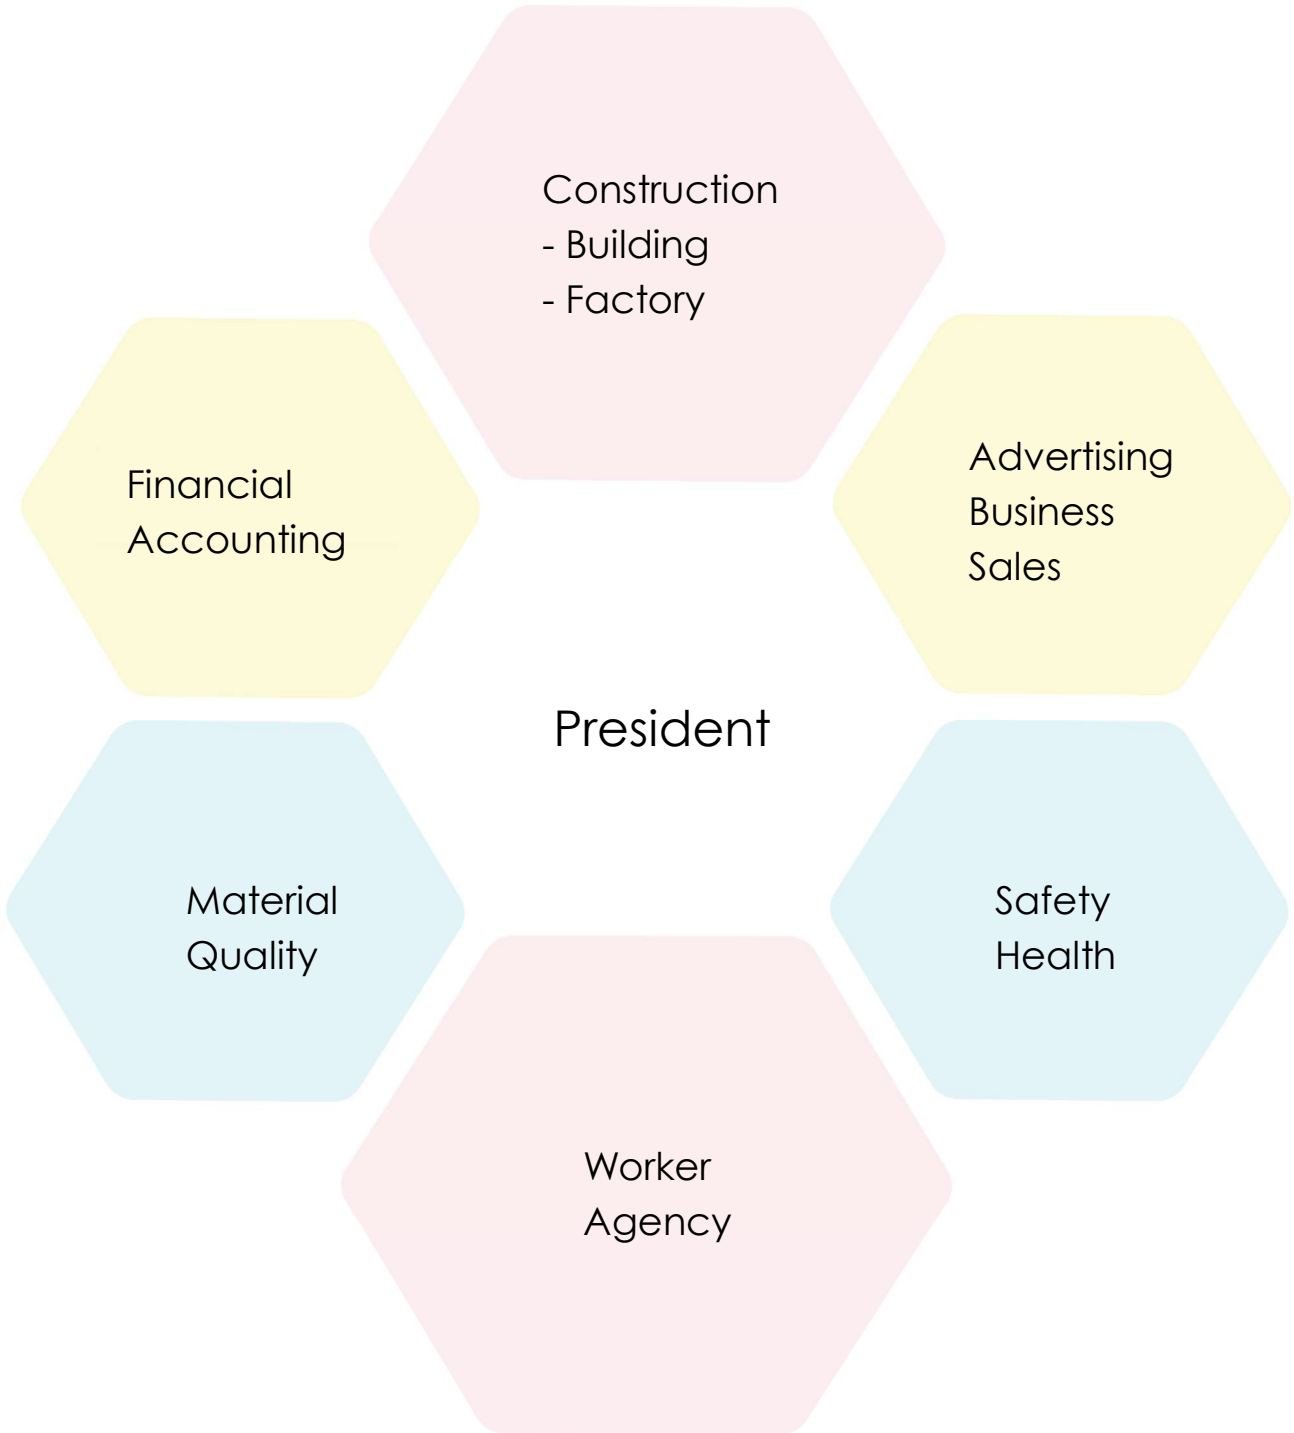 Construction
- Building
- Factory
Financial
Accounting
Advertising
Business
Sales
President
Material
Quality
Safety
Health
Worker
Agency